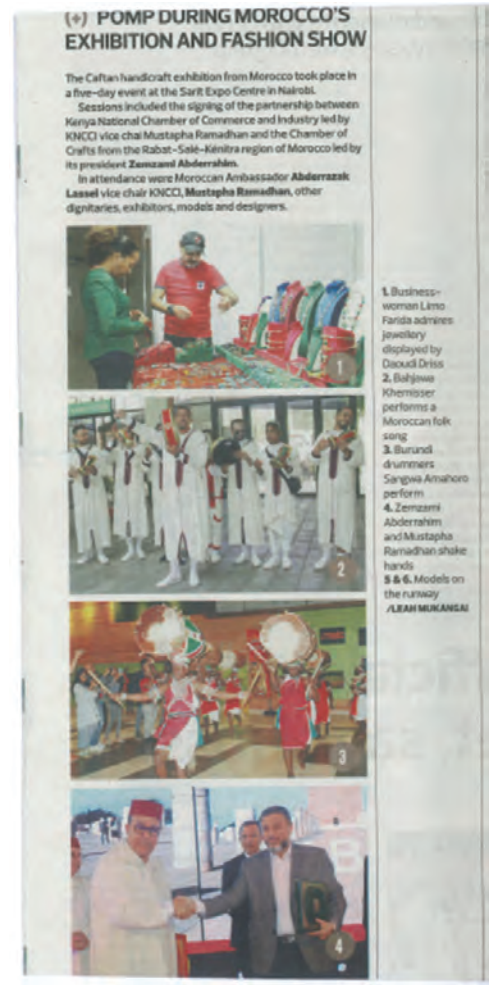 (+) POMP DURING MOROCCO'S
EXHIBITION AND FASHION SHOW
The Caftan handicraft exhibition from Morocco took place in
a five-day event at the Sarit Expo Centre in Nairobi.
Sessions included the signing of the partnership between
Kenya National Chamber of Commerce and Industry led by
KNCCI vice chai Mustapha Ramadhan and the Chamber of
Crafts from the Rabat-Salé-Kénitra region of Morocco led by
its president Zemzami Abderrahim.
In attendance were Moroccan Ambassador Abderrazak
Laassel vice chair KNCCI, Mustapha Ramadhan, other
dignitaries, exhibitors, models and designers.
1
2
3
4
1. Business-
woman Limo
Farida admires
jewellery
displayed by
Daoudi Driss
2. Bahjawa
Khemisser
performs a
Moroccan folk
song
3. Burundi
drummers
Sangwa Amahoro
perform
4. Zemzami
Abderrahim
and Mustapha
Ramadhan shake
hands
5 & 6. Models on
the runway
/LEAH MUKANGAI